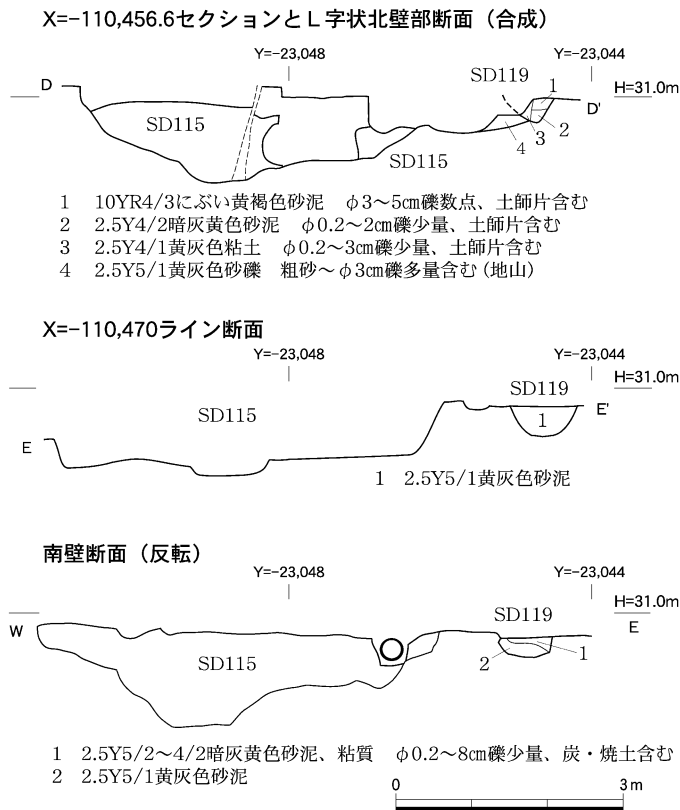 X=−110,456.6セクションとL字状北壁部断面（合成）
Y=−23,048 Y=−23,044
D SD115 SD115 SD119 1 2 3 4 D' H=31.0m
1 10YR4/3にぶい黄褐色砂泥 φ3〜5㎝礫数点、土師片含む
2 2.5Y4/2暗灰黄色砂泥 φ0.2〜2㎝礫少量、土師片含む
3 2.5Y4/1黄灰色粘土 φ0.2〜3㎝礫少量、土師片含む
4 2.5Y5/1黄灰色砂礫 粗砂〜φ3㎝礫多量含む（地山）
X=−110,470ライン断面
Y=−23,048 Y=−23,044
H=31.0m
SD115 SD119
E 1 E'
1 2.5Y5/1黄灰色砂泥
南壁断面（反転）
Y=−23,048 Y=−23,044
H=31.0m
SD119
W E
SD115 2 1
1 2.5Y5/2〜4/2暗灰黄色砂泥、粘質 φ0.2〜8㎝礫少量、炭・焼土含む
2 2.5Y5/1黄灰色砂泥
0 3m